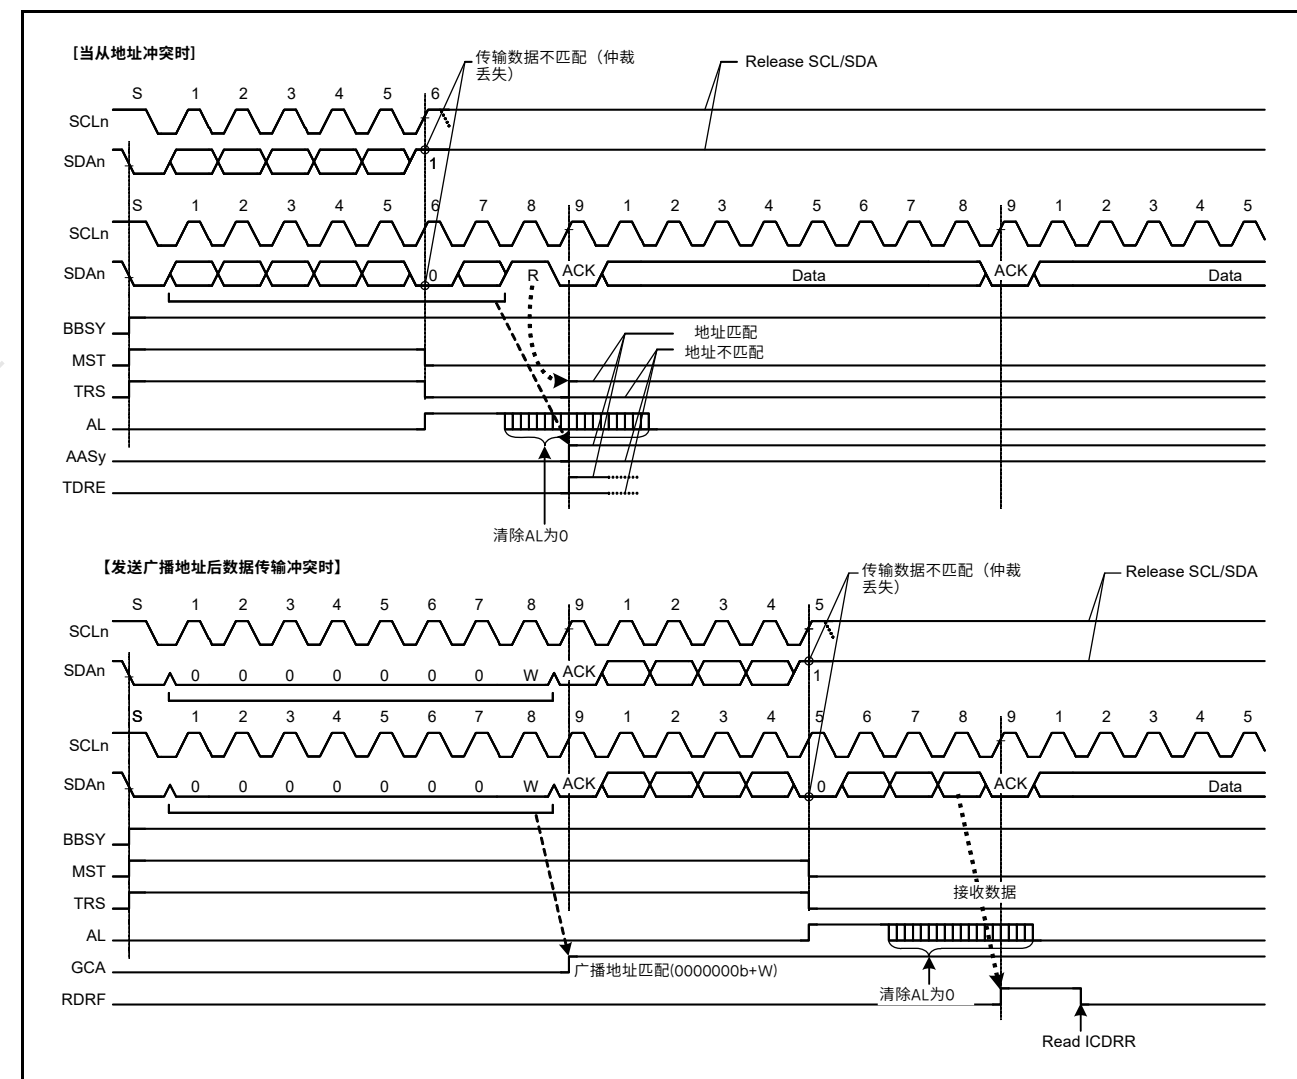 [当从地址冲突时]
传输数据不匹配（仲裁
丢失）
Release SCL/SDA
S 1 2 3 4 5 6
SCLn
SDAn
1
S 1 2 3 4 5 6 7 8 9 1 2 3 4 5 6 7 8 9 1 2 3 4 5
SCLn
SDAn 0 R ACK Data ACK Data
BBSY
地址匹配
MST
地址不匹配
TRS
AL
AASy
TDRE
清除AL为0
【发送广播地址后数据传输冲突时】
传输数据不匹配（仲裁
丢失）
Release SCL/SDA
S 1 2 3 4 5 6 7 8 9 1 2 3 4 5
SCLn
SDAn 0 0 0 0 0 0 0 W ACK 1
S 1 2 3 4 5 6 7 8 9 1 2 3 4 5 6 7 8 9 1 2 3 4 5
SCLn
SDAn 0 0 0 0 0 0 0 W ACK 0 ACK Data
BBSY
MST
接收数据
TRS
AL
GCA
广播地址匹配(0000000b+W)
清除AL为0
RDRF
Read ICDRR